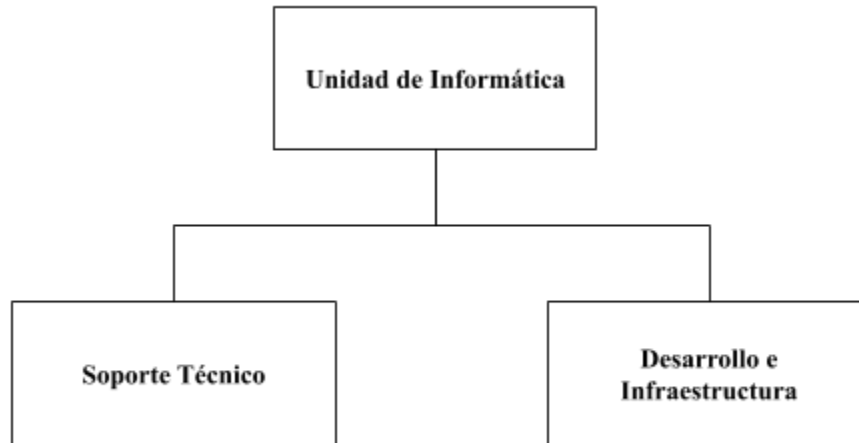 Unidad de Informática
Soporte Técnico
Desarrollo e
Infraestructura